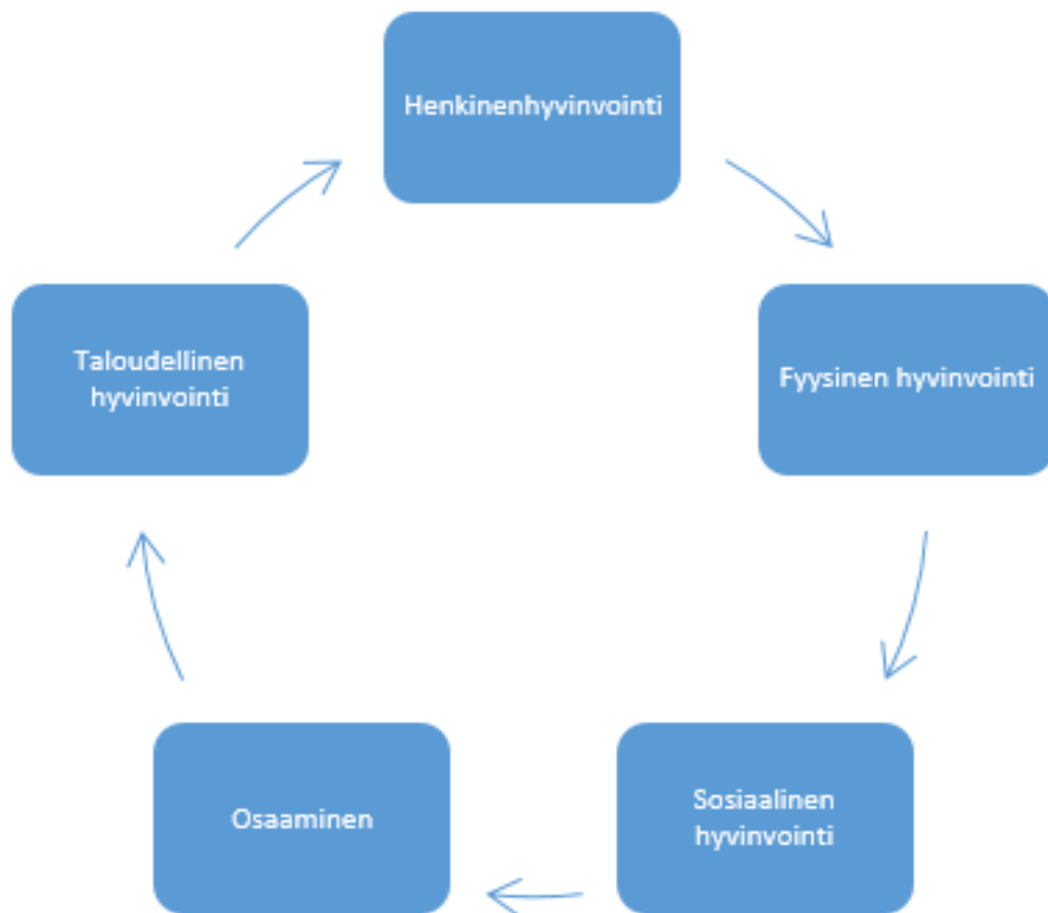 Henkinenhyvinvointi
Fyysinen hyvinvointi
Sosiaalinen
hyvinvointi
Osaaminen
Taloudellinen
hyvinvointi